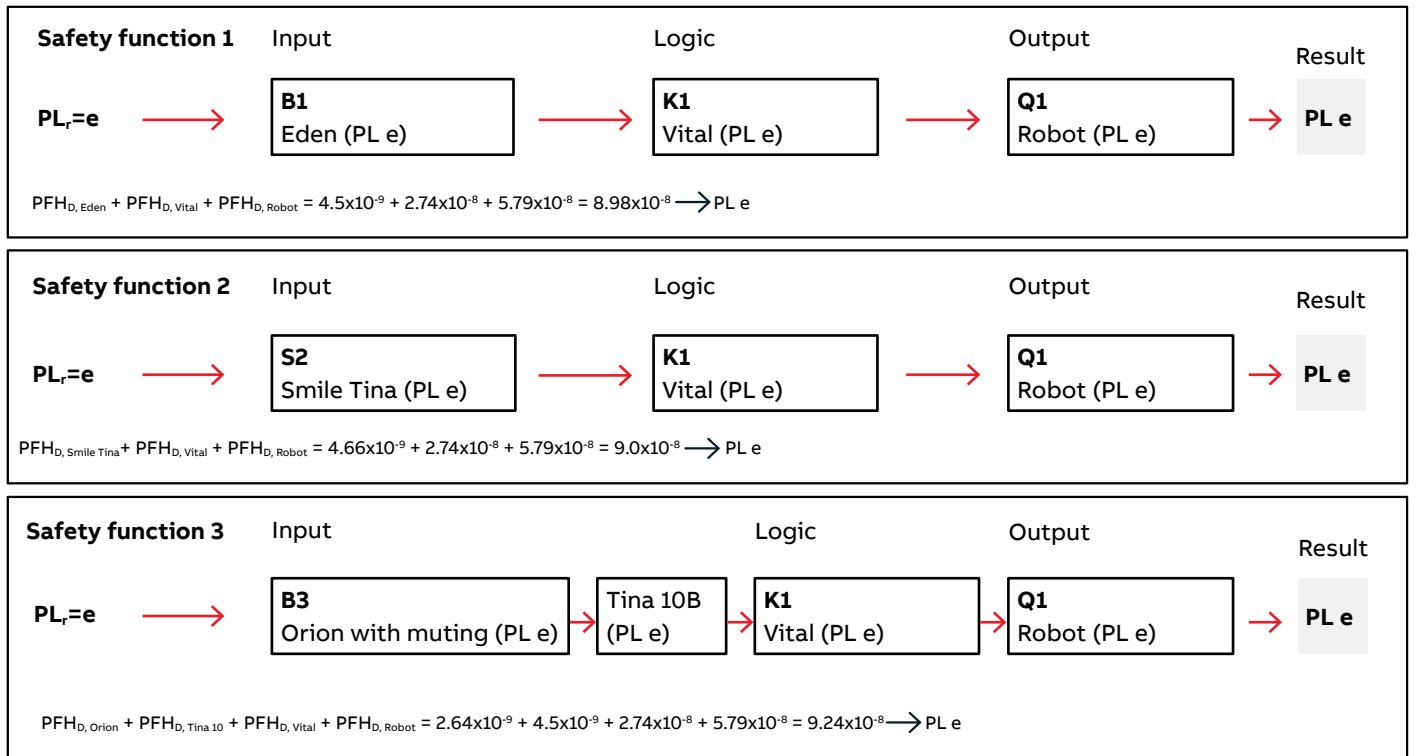 Safety function 1 Input Logic Output
Result
PLr=e
B1
Eden (PL e)
K1
Vital (PL e)
Q1
Robot (PL e)
PL e
PFHD, Eden + PFHD, Vital + PFHD, Robot = 4.5x10-9 + 2.74x10-8 + 5.79x10-8 = 8.98x10-8 → PL e
Safety function 2 Input Logic Output
Result
PLr=e
S2
Smile Tina (PL e)
K1
Vital (PL e)
Q1
Robot (PL e)
PL e
PFHD, Smile Tina+ PFHD, Vital + PFHD, Robot = 4.66x10-9 + 2.74x10-8 + 5.79x10-8 = 9.0x10-8 → PL e
Safety function 3 Input Logic Output
Result
PLr=e
B3
Orion with muting (PL e)
Tina 10B
(PL e)
K1
Vital (PL e)
Q1
Robot (PL e)
PL e
PFHD, Orion + PFHD, Tina 10 + PFHD, Vital + PFHD, Robot = 2.64x10-9 + 4.5x10-9 + 2.74x10-8 + 5.79x10-8 = 9.24x10-8 → PL e